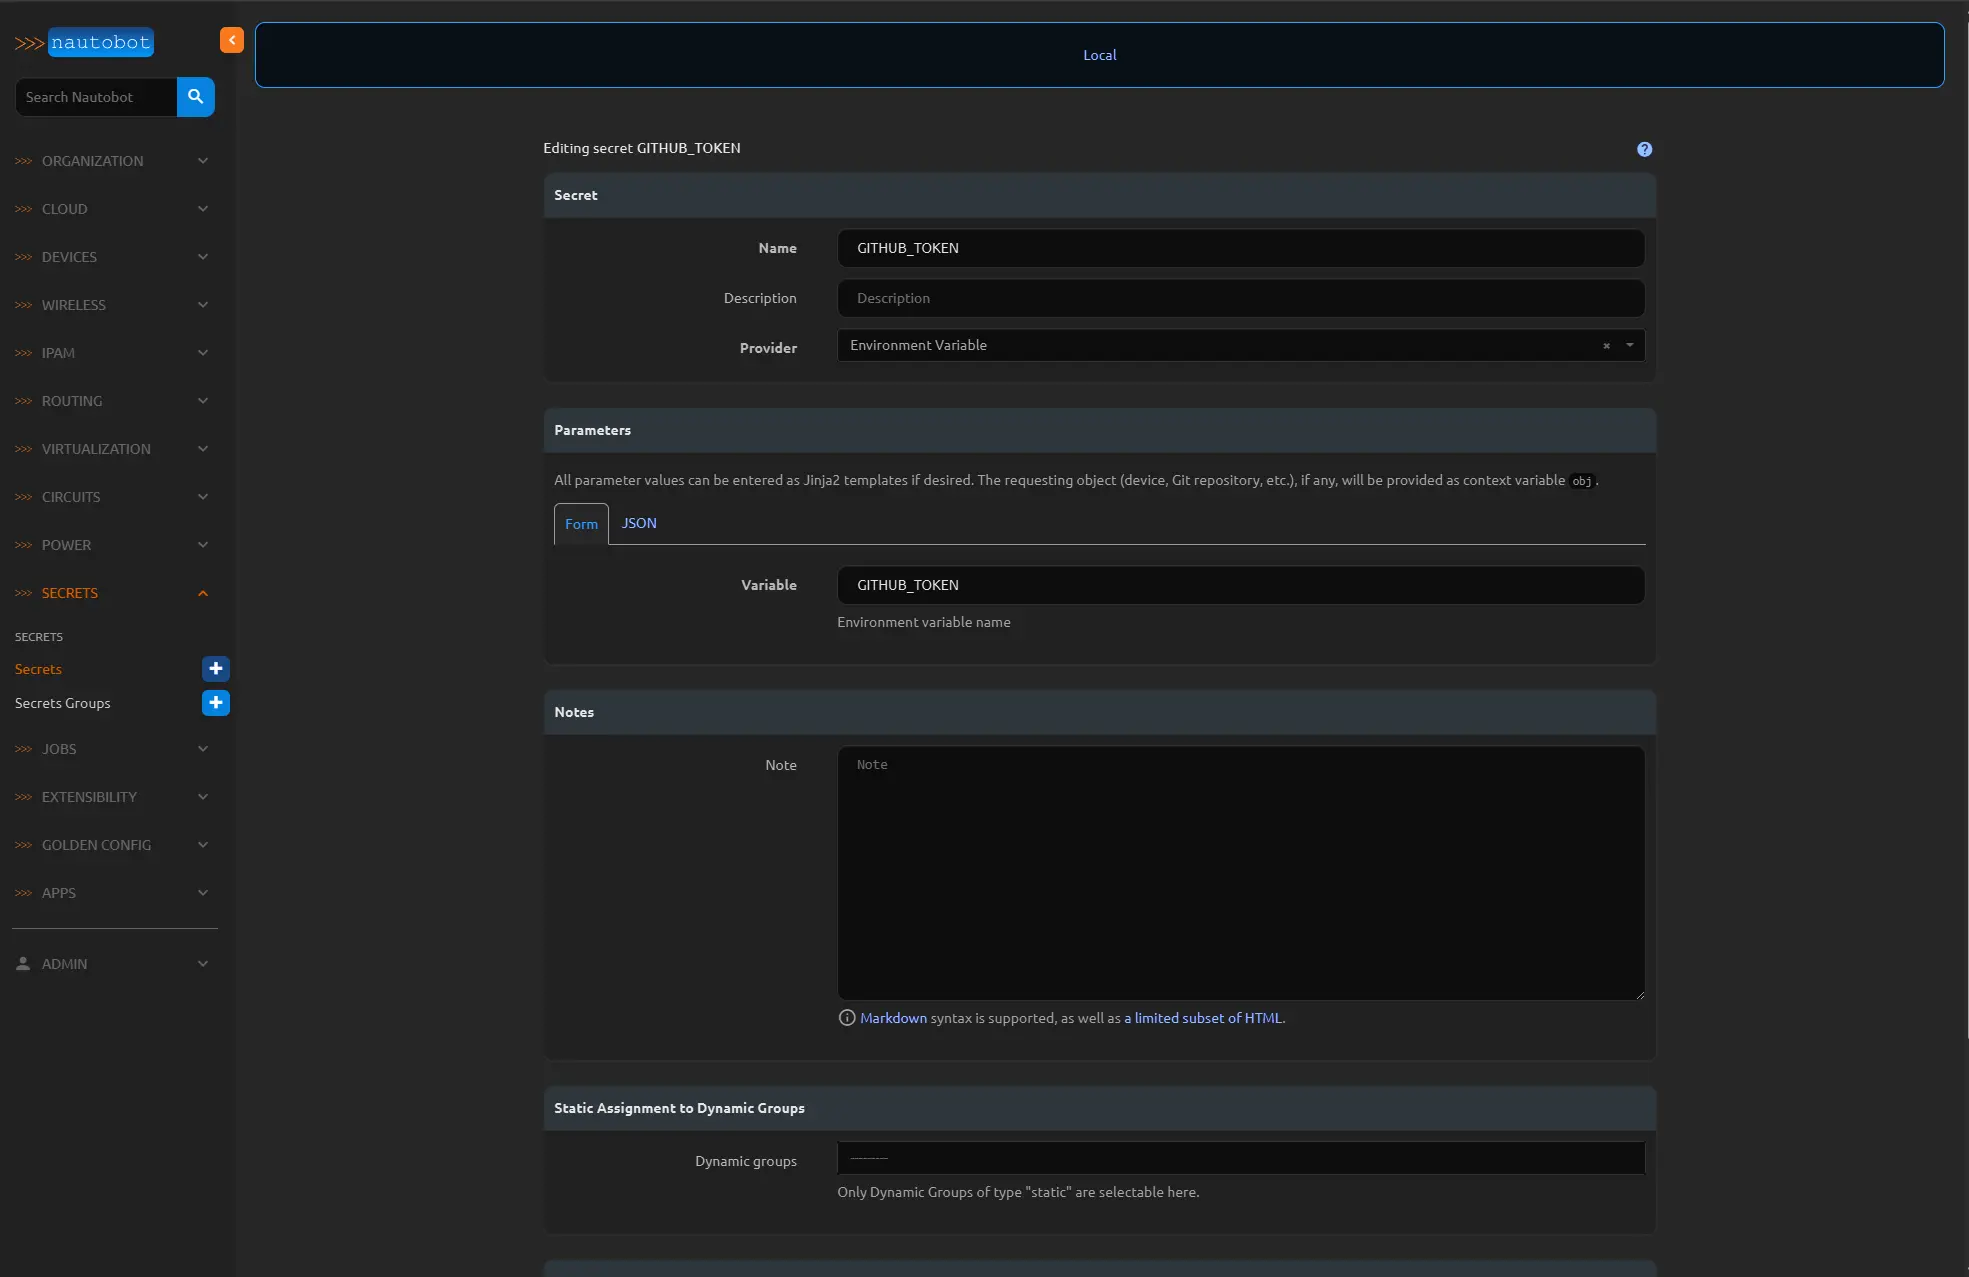 >>> nautobot
Search Nautobot
>>> ORGANIZATION
>>> CLOUD
>>> DEVICES
>>> WIRELESS
>>> IPAM
>>> ROUTING
>>> VIRTUALIZATION
>>> CIRCUITS
>>> POWER
>>> SECRETS
SECRETS
Secrets
Secrets Groups
>>> JOBS
>>> EXTENSIBILITY
>>> GOLDEN CONFIG
>>> APPS
ADMIN
Local
Editing secret GITHUB_TOKEN
Secret
Name GITHUB_TOKEN
Description Description
Provider Environment Variable
Parameters
All parameter values can be entered as Jinja2 templates if desired. The requesting object (device, Git repository, etc.), if any, will be provided as context variable obj.
Form JSON
Variable GITHUB_TOKEN
Environment variable name
Notes
Note Note
Markdown syntax is supported, as well as a limited subset of HTML.
Static Assignment to Dynamic Groups
Dynamic groups ---------
Only Dynamic Groups of type "static" are selectable here.